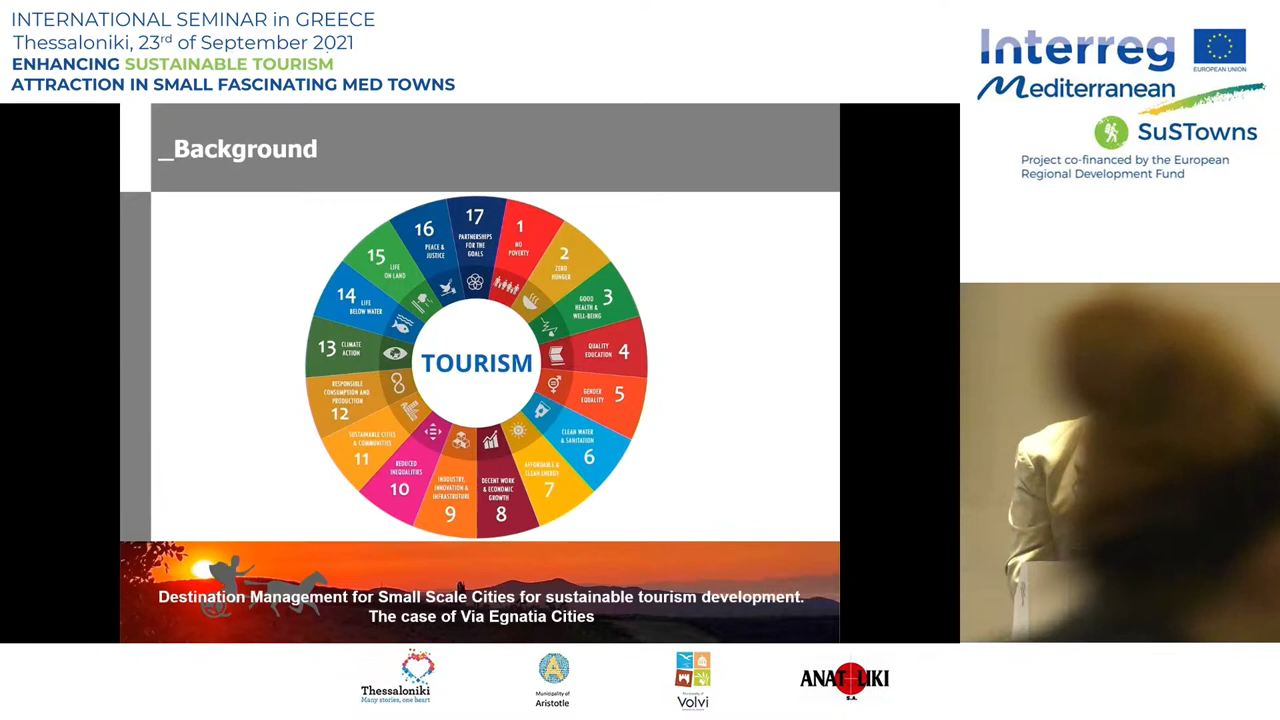 INTERNATIONAL SEMINAR in GREECE
Thessaloniki, 23rd of September 2021
ENHANCING SUSTAINABLE TOURISM
ATTRACTION IN SMALL FASCINATING MED TOWNS
Interreg
EUROPEAN UNION
Mediterranean
SuSTowns
Project co-financed by the European
Regional Development Fund
_Background
17
PARTNERSHIPS
FOR THE
GOALS
1
NO
POVERTY
2
ZERO
HUNGER
3
GOOD
HEALTH &
WELL-BEING
4
QUALITY
EDUCATION
5
GENDER
EQUALITY
CLEAN WATER
& SANITATION
6
AFFORDABLE &
CLEAN ENERGY
7
DECENT WORK
& ECONOMIC
GROWTH
8
INDUSTRY,
INNOVATION &
INFRASTRUTURE
9
REDUCED
INEQUALITIES
10
SUSTAINABLE CITIES
& COMMUNITIES
11
RESPONSIBLE
CONSUMPTION AND
PRODUCTION
12
13 CLIMATE
ACTION
14 LIFE
BELOW WATER
15
LIFE
ON LAND
16
PEACE &
JUSTICE
TOURISM
Destination Management for Small Scale Cities for sustainable tourism development.
The case of Via Egnatia Cities
Thessaloniki
Many stories, one heart
Municipality of
Aristotle
Municipality of
Volvi
ANATOLIKI
S.A.